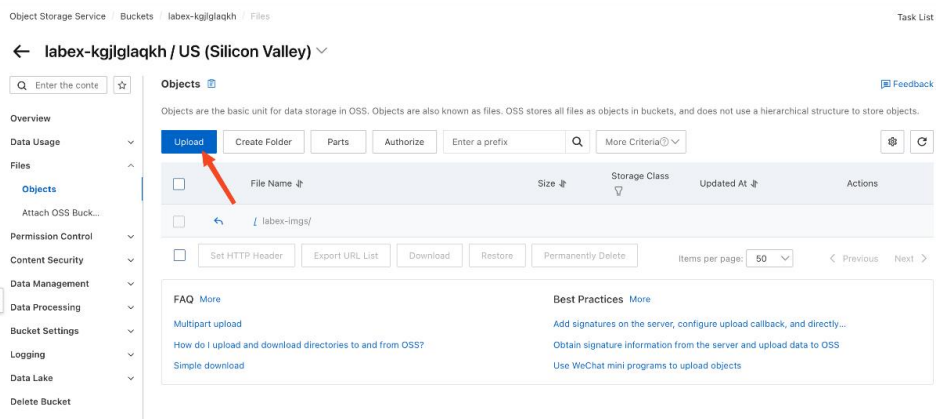 Object Storage Service / Buckets / labex-kgjlglaqkh / Files
Task List
← labex-kgjlglaqkh / US (Silicon Valley)
Enter the conte
Overview
Data Usage
Files
Objects
Attach OSS Buck...
Permission Control
Content Security
Data Management
Data Processing
Bucket Settings
Logging
Data Lake
Delete Bucket
Objects
Feedback
Objects are the basic unit for data storage in OSS. Objects are also known as files. OSS stores all files as objects in buckets, and does not use a hierarchical structure to store objects.
Upload Create Folder Parts Authorize Enter a prefix More Criteria
File Name Size Storage Class Updated At Actions
/ labex-imgs/
Set HTTP Header Export URL List Download Restore Permanently Delete Items per page: 50 Previous Next
FAQ More
Multipart upload
How do I upload and download directories to and from OSS?
Simple download
Best Practices More
Add signatures on the server, configure upload callback, and directly...
Obtain signature information from the server and upload data to OSS
Use WeChat mini programs to upload objects